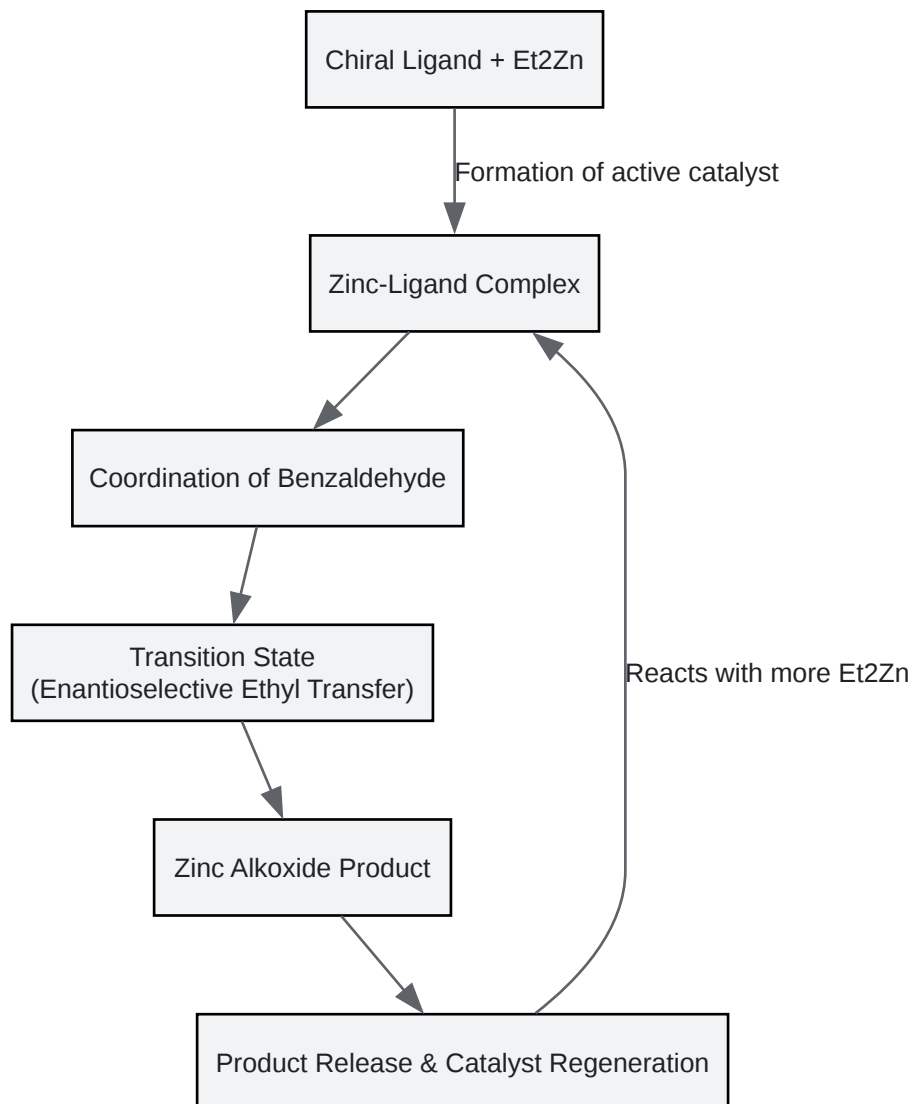 Chiral Ligand + Et2Zn
Formation of active catalyst
Zinc-Ligand Complex
Coordination of Benzaldehyde
Transition State
(Enantioselective Ethyl Transfer)
Reacts with more Et2Zn
Zinc Alkoxide Product
Product Release & Catalyst Regeneration